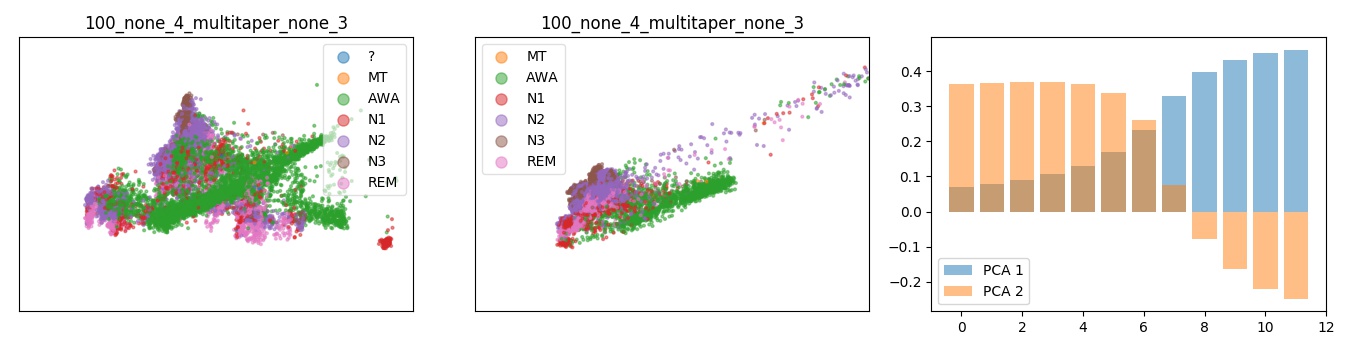 100_none_4_multitaper_none_3
?
MT
AWA
N1
N2
N3
REM
100_none_4_multitaper_none_3
MT
AWA
N1
N2
N3
REM
0.4
0.3
0.2
0.1
0.0
−0.1
−0.2
PCA 1
PCA 2
0 2 4 6 8 10 12